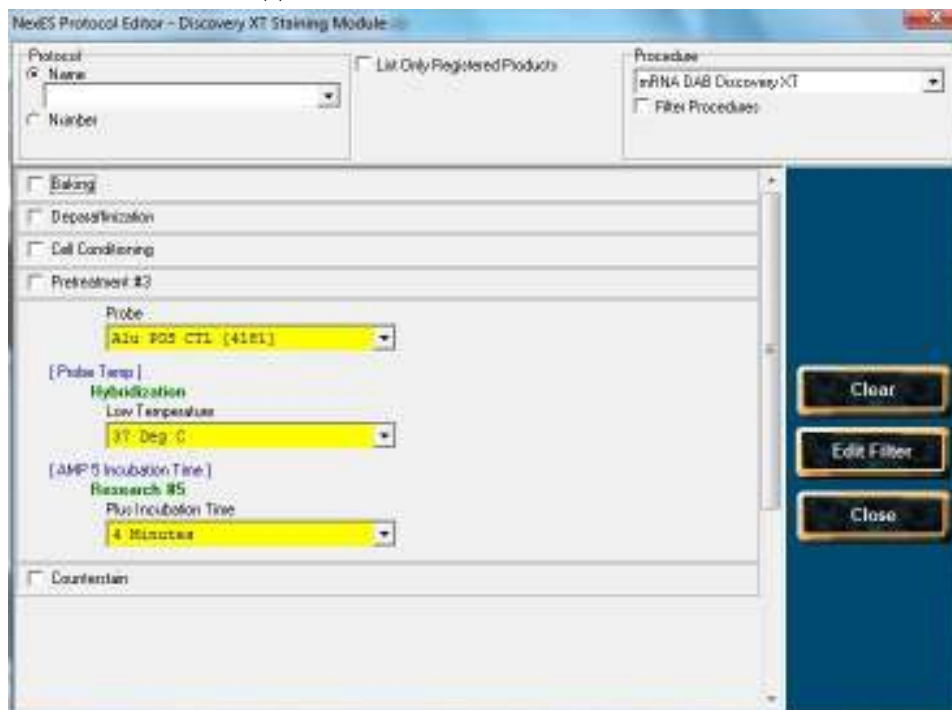 NexES Protocol Editor - Discovery XT Staining Module
Protocol
Name
Number
List Only Registered Products
Procedure
mRNA DAB Discovery XT
Filter Procedures
Baking
Deparaffinization
Cell Conditioning
Pretreatment #3
Probe
Alu POS CTL [4181]
[ Probe Temp ]
Hybridization
Low Temperature
37 Deg C
[ AMP 5 Incubation Time ]
Research #5
Plus Incubation Time
4 Minutes
Counterstain
Clear
Edit Filter
Close